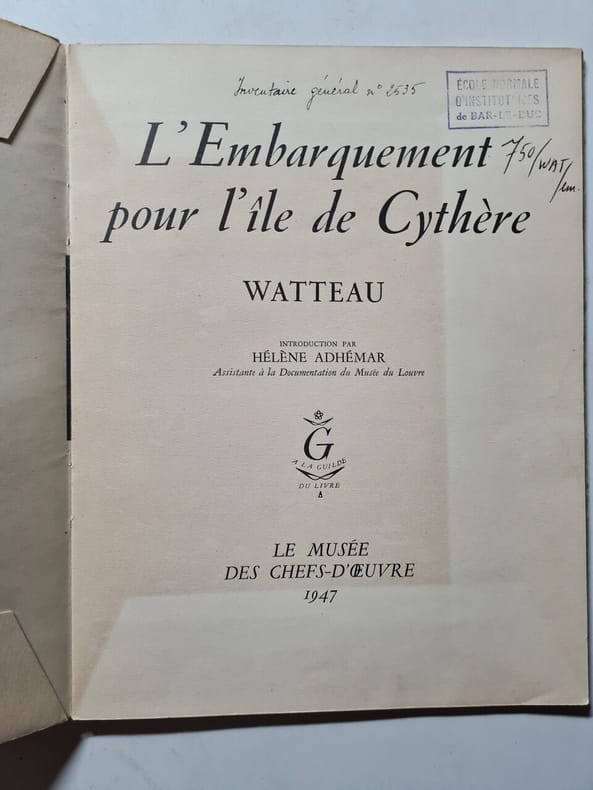 Inventaire général n° 2535
ÉCOLE NORMALE
D'INSTITUTRICES
de BAR-LE-DUC
L'Embarquement
750/WAT/em.
pour l'île de Cythère
WATTEAU
INTRODUCTION PAR
HÉLÈNE ADHÉMAR
Assistante à la Documentation du Musée du Louvre
G
A LA GUILDE
DU LIVRE
LE MUSÉE
DES CHEFS-D'ŒUVRE
1947